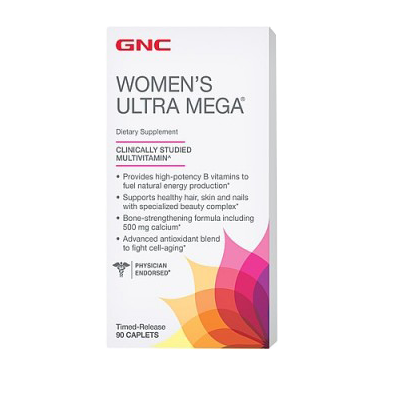 GNC
WOMEN'S
ULTRA MEGA®
Dietary Supplement
CLINICALLY STUDIED
MULTIVITAMIN^
• Provides high-potency B vitamins to
fuel natural energy production*
• Supports healthy hair, skin and nails
with specialized beauty complex*
• Bone-strengthening formula including
500 mg calcium*
• Advanced antioxidant blend
to fight cell-aging*
PHYSICIAN
ENDORSED+
Timed-Release
90 CAPLETS